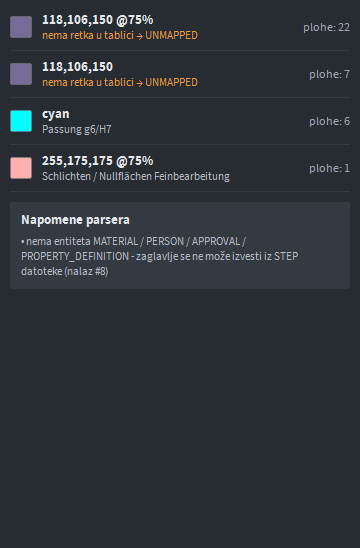 118,106,150 @75%
plohe: 22
nema retka u tablici → UNMAPPED
118,106,150
plohe: 7
nema retka u tablici → UNMAPPED
cyan
plohe: 6
Passung g6/H7
255,175,175 @75%
plohe: 1
Schlichten / Nullflächen Feinbearbeitung
Napomene parsera
• nema entiteta MATERIAL / PERSON / APPROVAL /
PROPERTY_DEFINITION - zaglavlje se ne može izvesti iz STEP
datoteke (nalaz #8)